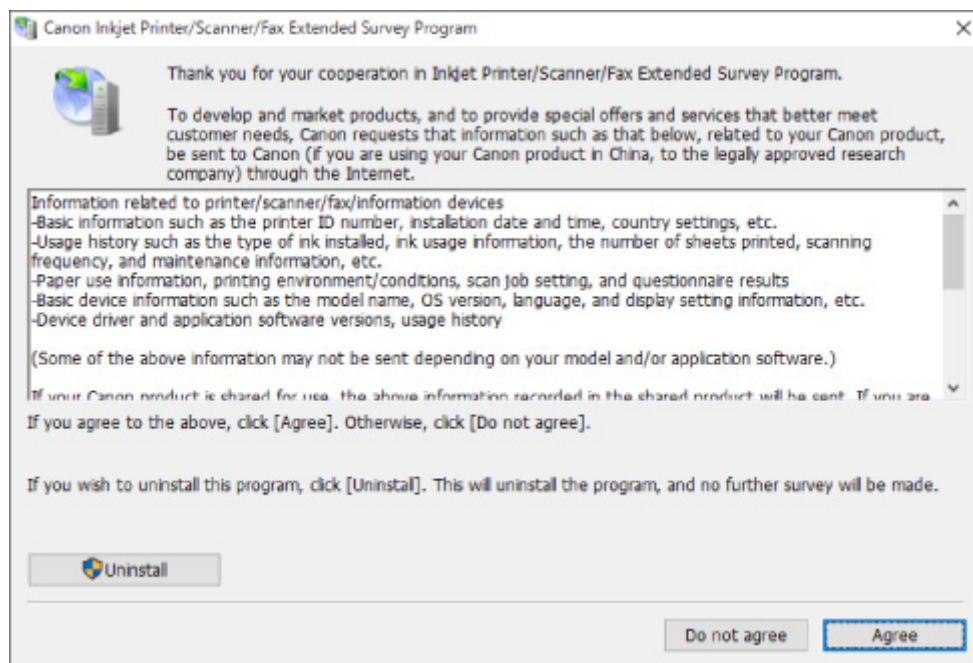 Canon Inkjet Printer/Scanner/Fax Extended Survey Program
Thank you for your cooperation in Inkjet Printer/Scanner/Fax Extended Survey Program.
To develop and market products, and to provide special offers and services that better meet
customer needs, Canon requests that information such as that below, related to your Canon product,
be sent to Canon (if you are using your Canon product in China, to the legally approved research
company) through the Internet.
Information related to printer/scanner/fax/information devices
-Basic information such as the printer ID number, installation date and time, country settings, etc.
-Usage history such as the type of ink installed, ink usage information, the number of sheets printed, scanning
frequency, and maintenance information, etc.
-Paper use information, printing environment/conditions, scan job setting, and questionnaire results
-Basic device information such as the model name, OS version, language, and display setting information, etc.
-Device driver and application software versions, usage history
(Some of the above information may not be sent depending on your model and/or application software.)
If your Canon product is shared for use, the above information recorded in the shared product will be sent. If you are
If you agree to the above, click [Agree]. Otherwise, click [Do not agree].
If you wish to uninstall this program, click [Uninstall]. This will uninstall the program, and no further survey will be made.
Uninstall
Do not agree
Agree